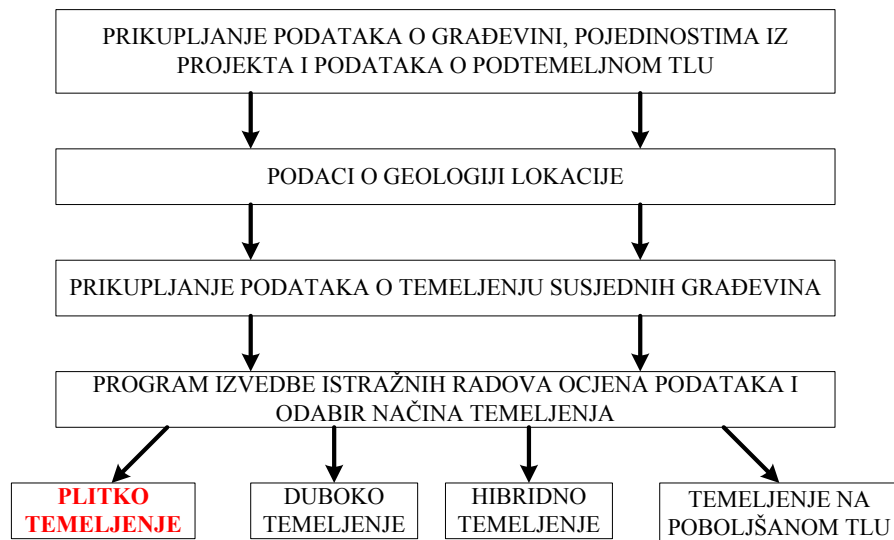 PRIKUPLJANJE PODATAKA O GRAĐEVINI, POJEDINOSTIMA IZ
PROJEKTA I PODATAKA O PODTEMELJNOM TLU
PODACI O GEOLOGIJI LOKACIJE
PRIKUPLJANJE PODATAKA O TEMELJENJU SUSJEDNIH GRAĐEVINA
PROGRAM IZVEDBE ISTRAŽNIH RADOVA OCJENA PODATAKA I
ODABIR NAČINA TEMELJENJA
PLITKO
TEMELJENJE
DUBOKO
TEMELJENJE
HIBRIDNO
TEMELJENJE
TEMELJENJE NA
POBOLJŠANOM TLU